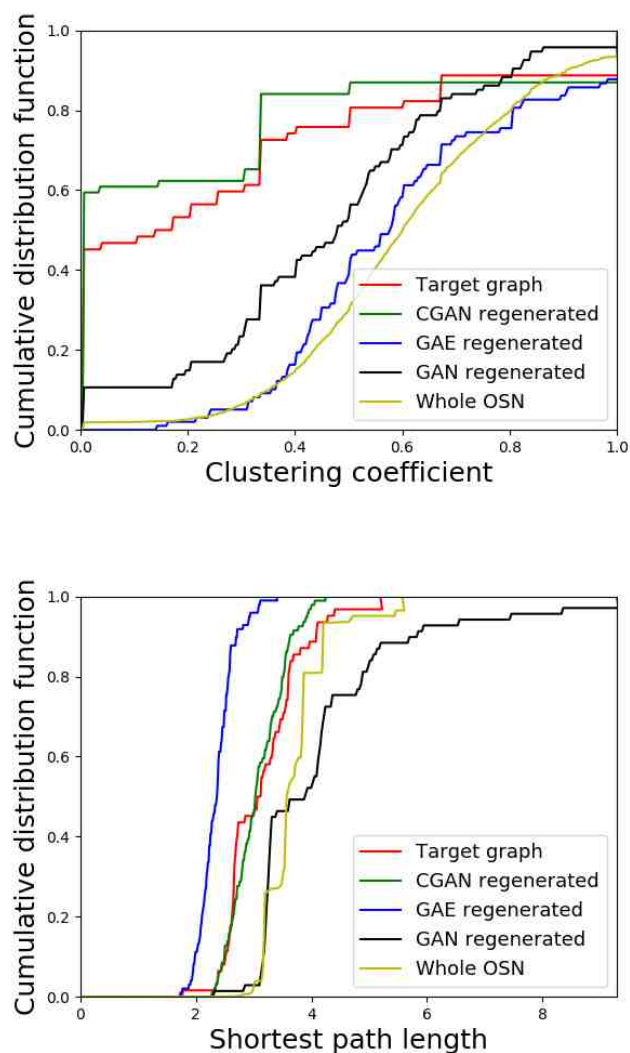 Cumulative distribution function
1.0
0.8
0.6
0.4
0.2
0.0
Target graph
CGAN regenerated
GAE regenerated
GAN regenerated
Whole OSN
0.0 0.2 0.4 0.6 0.8 1.0
Clustering coefficient
Cumulative distribution function
1.0
0.8
0.6
0.4
0.2
0.0
Target graph
CGAN regenerated
GAE regenerated
GAN regenerated
Whole OSN
0 2 4 6 8
Shortest path length